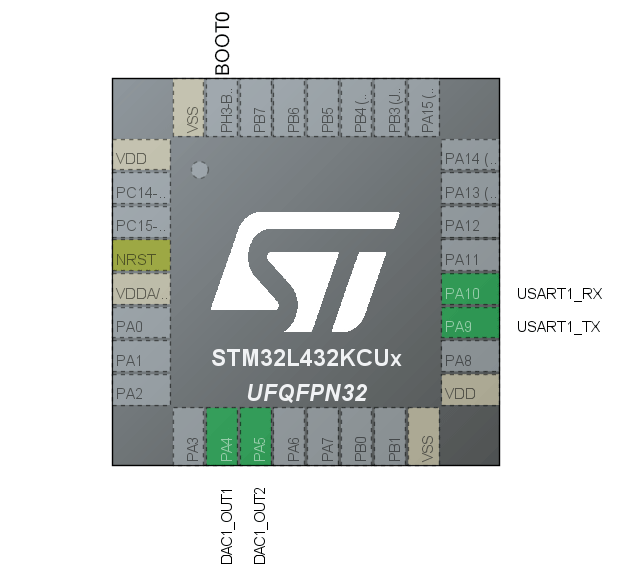 BOOT0
VSS
PH3-B..
PB7
PB6
PB5
PB4 (..
PB3 (J..
PA15 (..
VDD
PC14-..
PC15-..
NRST
VDDA/..
PA0
PA1
PA2
PA14 (..
PA13 (..
PA12
PA11
PA10 USART1_RX
PA9 USART1_TX
PA8
VDD
ST
STM32L432KCUx
UFQFPN32
PA3
PA4
PA5
PA6
PA7
PB0
PB1
VSS
DAC1_OUT1
DAC1_OUT2